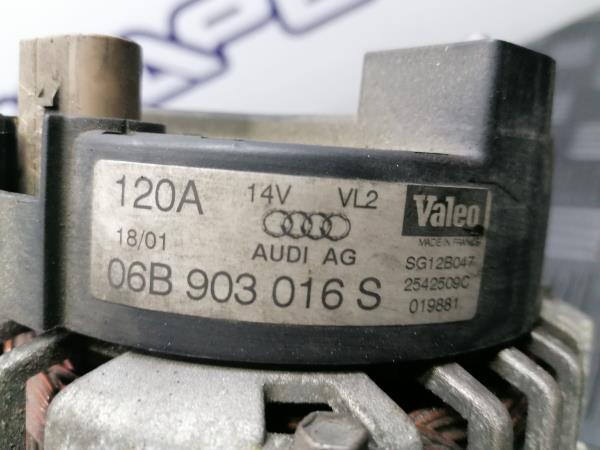 120A 14V VL2 Valeo
MADE IN FRANCE
18/01 AUDI AG SG12B047
06B 903 016 S 2542509C
019881